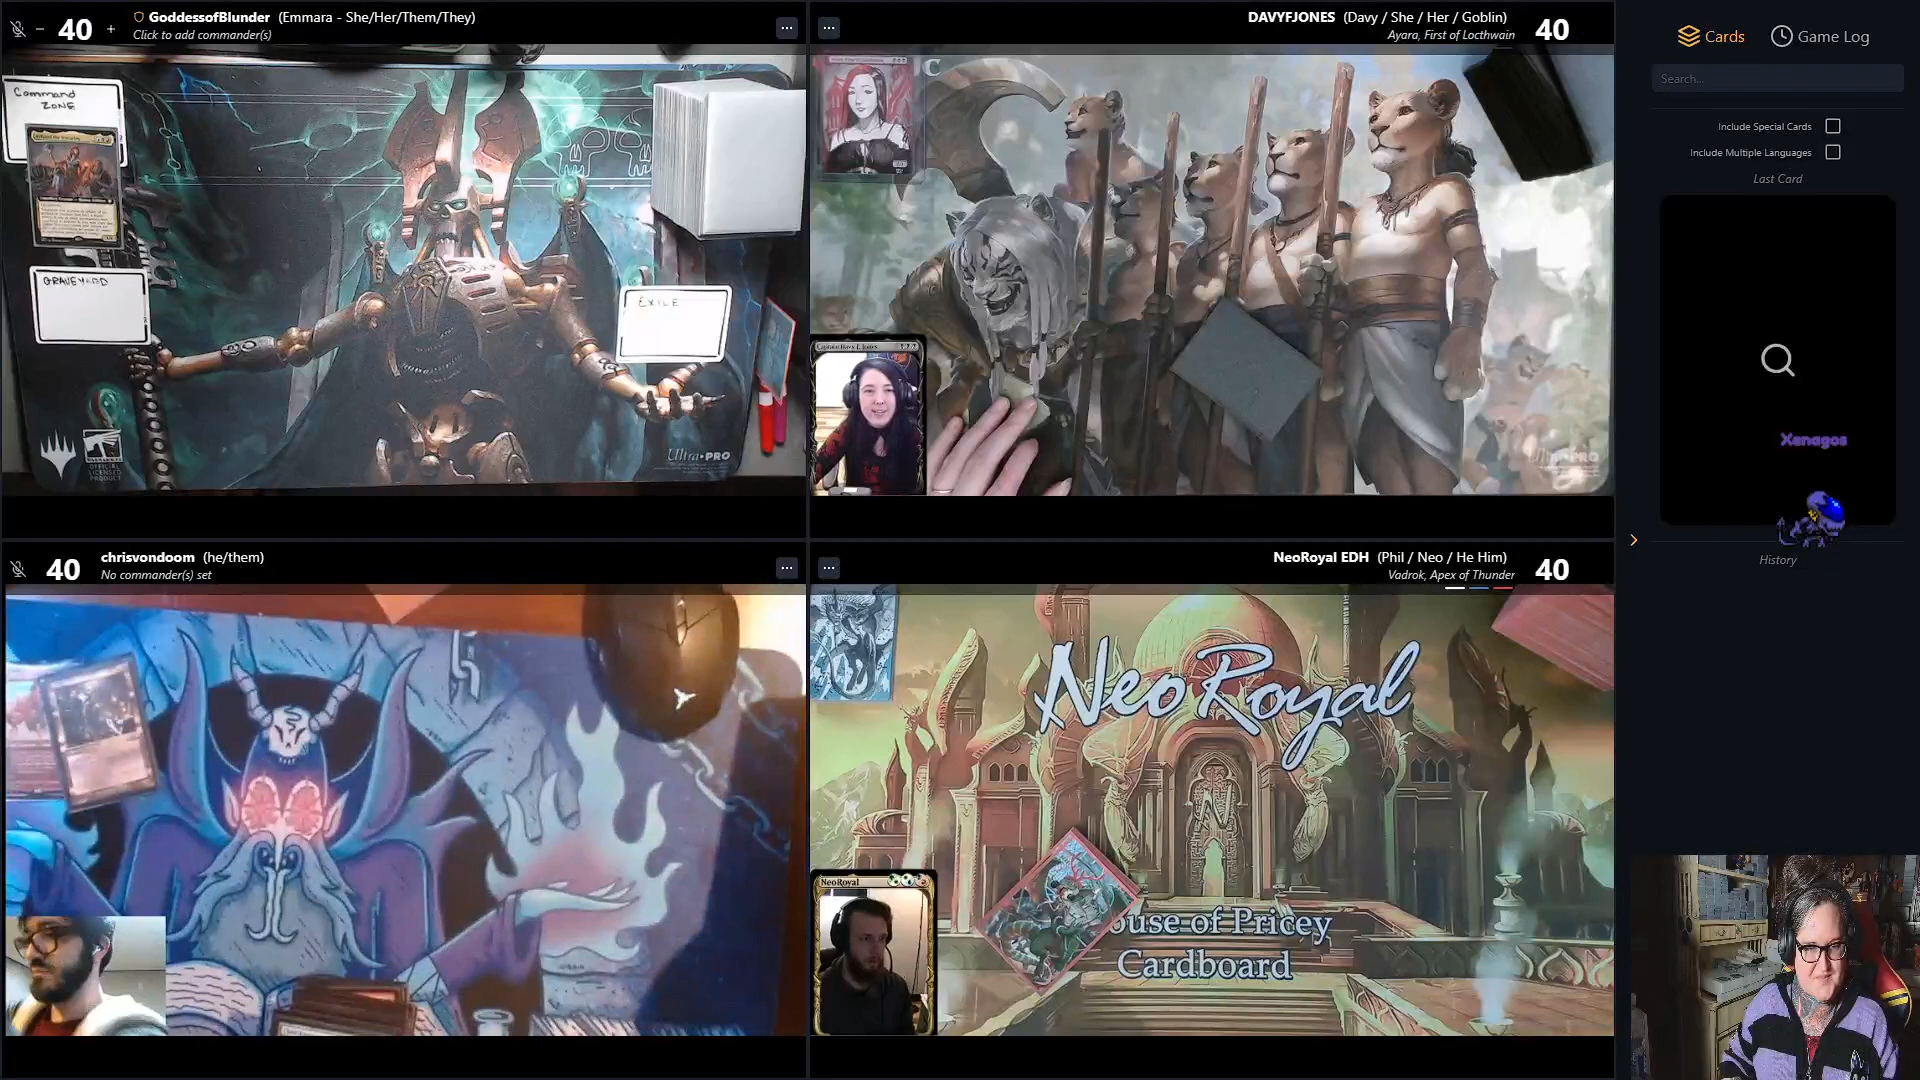 40
GoddessofBlunder (Emmara - She/Her/Them/They)
Click to add commander(s)
DAVYFJONES (Davy / She / Her / Goblin)
Ayara, First of Locthwain
40
Cards
Game Log
Search...
Include Special Cards
Include Multiple Languages
Last Card
Xenagos
History
Command
ZONE
GRAVEYARD
EXILE
OFFICIAL
LICENSED
PRODUCT
Ultra•PRO
C
40
chrisvondoom (he/them)
No commander(s) set
NeoRoyal EDH (Phil / Neo / He Him)
Vadrok, Apex of Thunder
40
NeoRoyal
NeoRoyal
ouse of Pricey
Cardboard